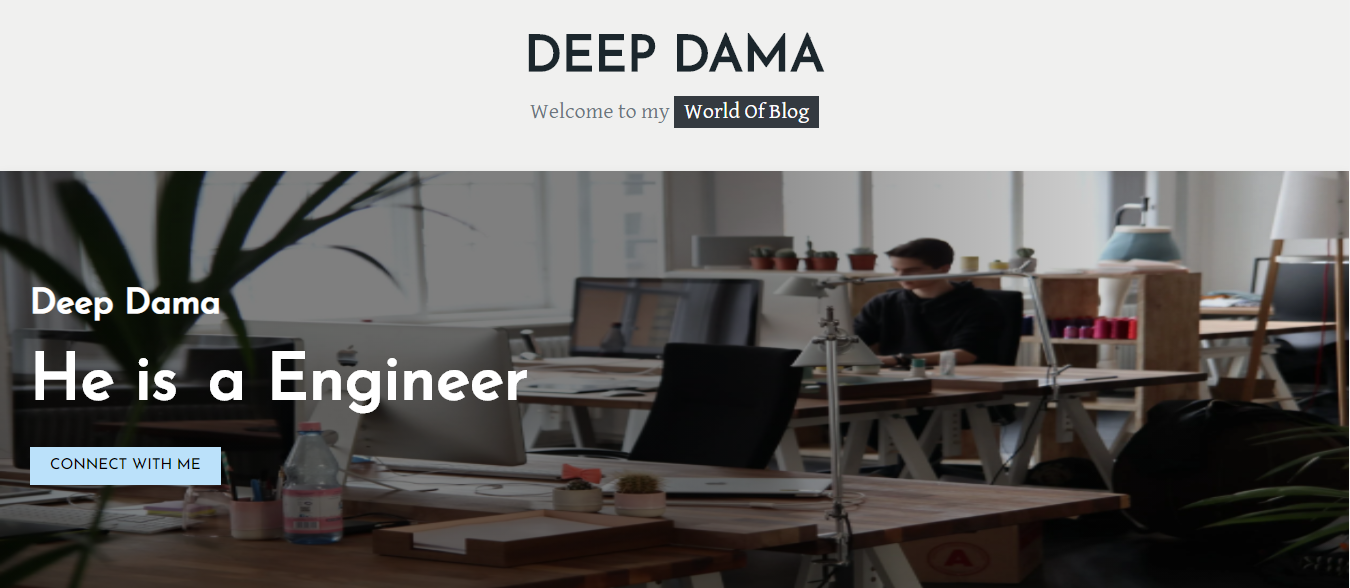 DEEP DAMA
Welcome to my World Of Blog
Deep Dama
He is a Engineer
CONNECT WITH ME
A